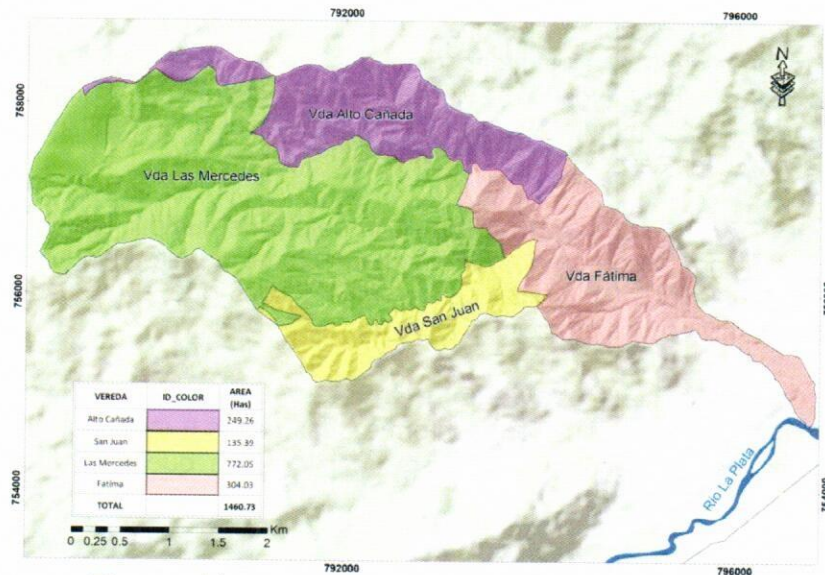 792000
796000
758000
N
Vda Alto Cañada
Vda Las Mercedes
756000
Vda Fátima
Vda San Juan
VEREDA ID_COLOR AREA (Has)
Alto Cañada 249.26
San Juan 135.39
Las Mercedes 772.05
Fatima 304.03
TOTAL 1460.73
754000
Rio La Plata
Km
0 0.25 0.5 1 1.5 2
792000
796000